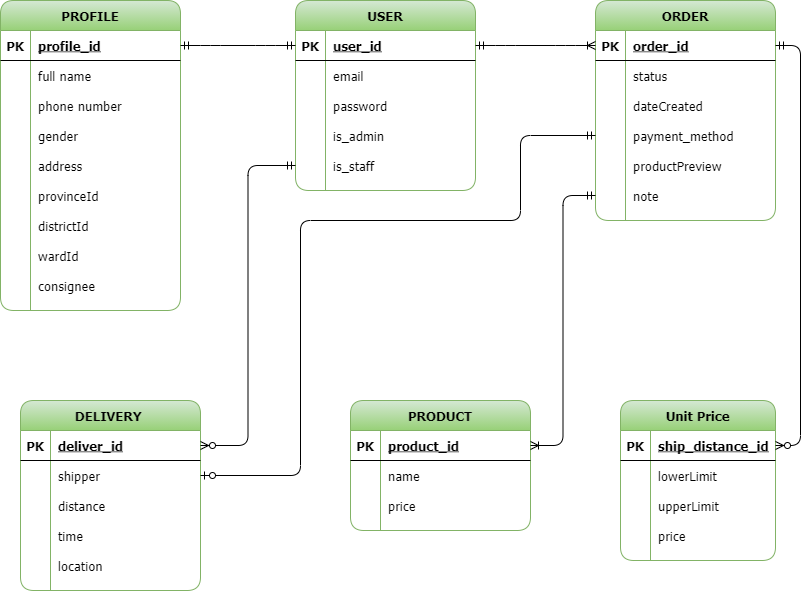 PROFILE
PK profile_id
full name
phone number
gender
address
provinceId
districtId
wardId
consignee
USER
PK user_id
email
password
is_admin
is_staff
ORDER
PK order_id
status
dateCreated
payment_method
productPreview
note
DELIVERY
PK deliver_id
shipper
distance
time
location
PRODUCT
PK product_id
name
price
Unit Price
PK ship_distance_id
lowerLimit
upperLimit
price